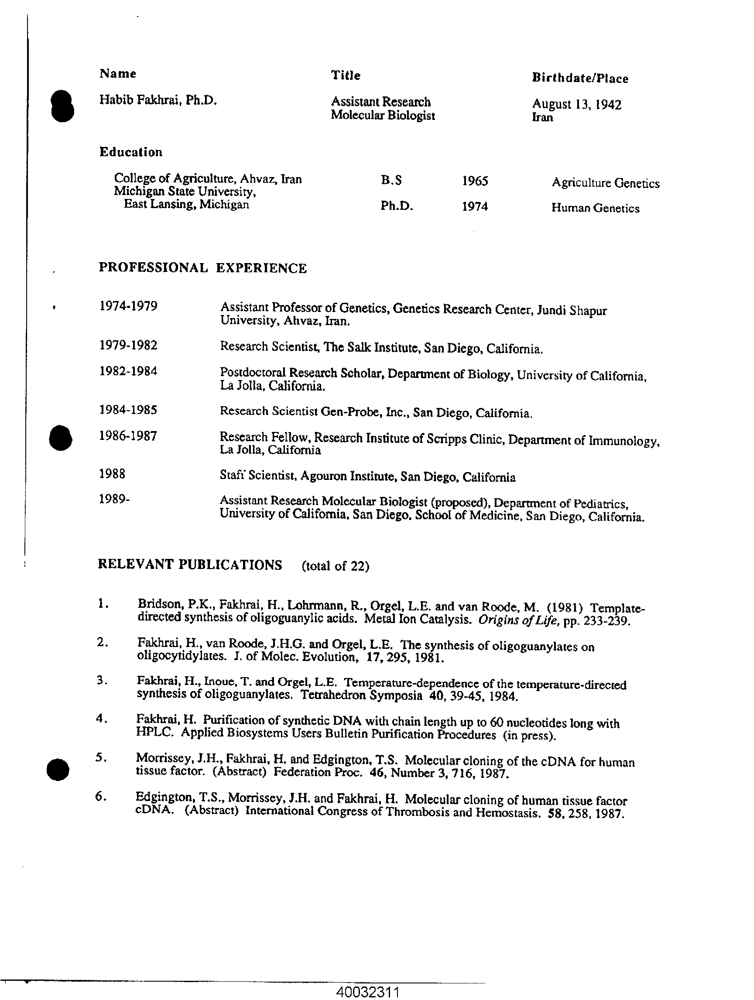 Name Title Birthdate/Place
Habib Fakhrai, Ph.D. Assistant Research August 13, 1942
Molecular Biologist Iran
Education
College of Agriculture, Ahvaz, Iran B.S 1965 Agriculture Genetics
Michigan State University,
East Lansing, Michigan Ph.D. 1974 Human Genetics
PROFESSIONAL EXPERIENCE
1974-1979 Assistant Professor of Genetics, Genetics Research Center, Jundi Shapur
University, Ahvaz, Iran.
1979-1982 Research Scientist, The Salk Institute, San Diego, California.
1982-1984 Postdoctoral Research Scholar, Department of Biology, University of California,
La Jolla, California.
1984-1985 Research Scientist Gen-Probe, Inc., San Diego, California.
1986-1987 Research Fellow, Research Institute of Scripps Clinic, Department of Immunology,
La Jolla, California
1988 Staff Scientist, Agouron Institute, San Diego, California
1989- Assistant Research Molecular Biologist (proposed), Department of Pediatrics,
University of California, San Diego, School of Medicine, San Diego, California.
RELEVANT PUBLICATIONS (total of 22)
1. Bridson, P.K., Fakhrai, H., Lohrmann, R., Orgel, L.E. and van Roode, M. (1981) Template-
directed synthesis of oligoguanylic acids. Metal Ion Catalysis. Origins of Life, pp. 233-239.
2. Fakhrai, H., van Roode, J.H.G. and Orgel, L.E. The synthesis of oligoguanylates on
oligocytidylates. J. of Molec. Evolution, 17, 295, 1981.
3. Fakhrai, H., Inoue, T. and Orgel, L.E. Temperature-dependence of the temperature-directed
synthesis of oligoguanylates. Tetrahedron Symposia 40, 39-45, 1984.
4. Fakhrai, H. Purification of synthetic DNA with chain length up to 60 nucleotides long with
HPLC. Applied Biosystems Users Bulletin Purification Procedures (in press).
5. Morrissey, J.H., Fakhrai, H. and Edgington, T.S. Molecular cloning of the cDNA for human
tissue factor. (Abstract) Federation Proc. 46, Number 3, 716, 1987.
6. Edgington, T.S., Morrissey, J.H. and Fakhrai, H. Molecular cloning of human tissue factor
cDNA. (Abstract) International Congress of Thrombosis and Hemostasis. 58, 258, 1987.
40032311